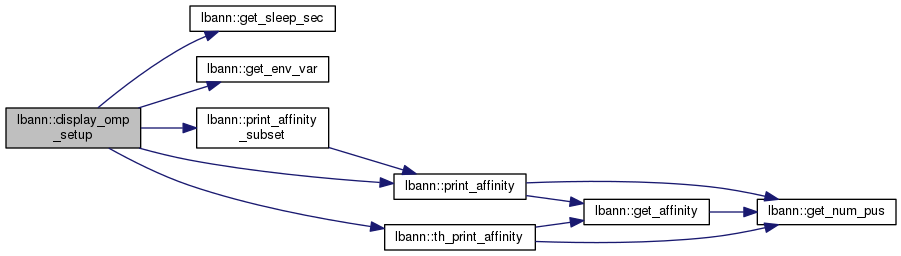 lbann::get_sleep_sec
lbann::get_env_var
lbann::display_omp
_setup
lbann::print_affinity
_subset
lbann::print_affinity
lbann::get_affinity
lbann::get_num_pus
lbann::th_print_affinity